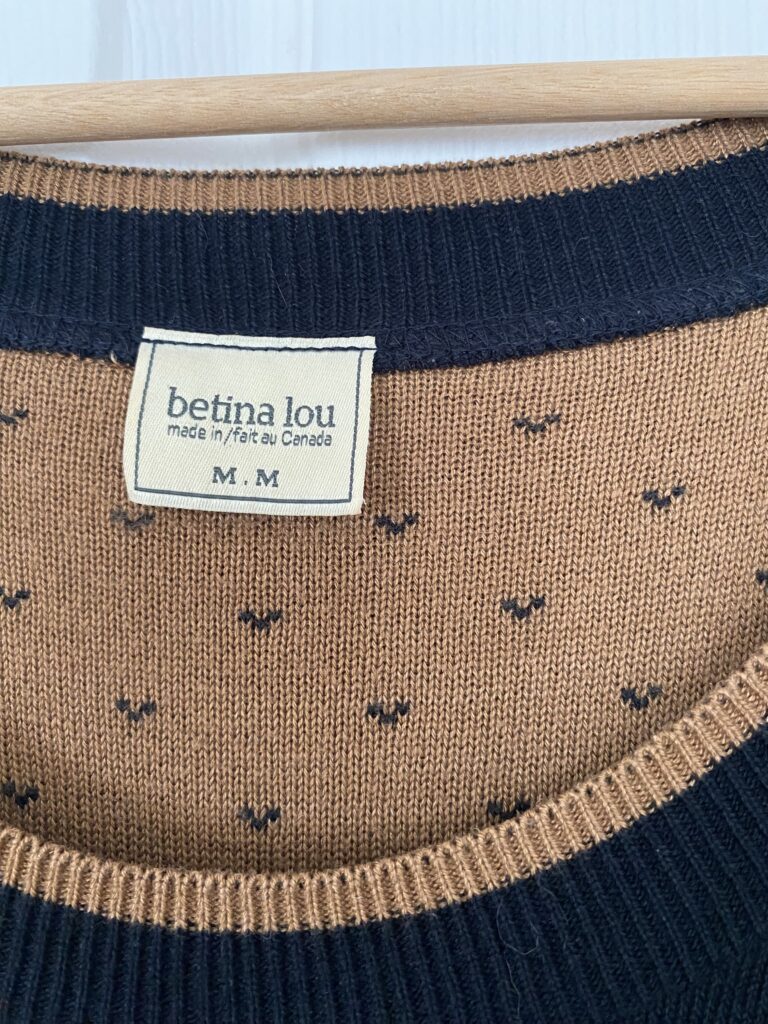 betina lou
made in/fait au Canada
M . M